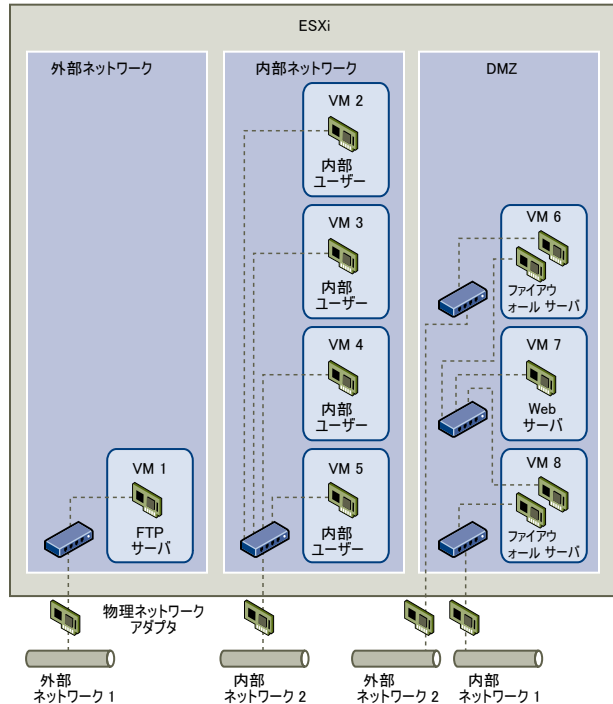 ESXi
外部ネットワーク
内部ネットワーク
DMZ
VM 2
内部
ユーザー
VM 3
内部
ユーザー
VM 4
内部
ユーザー
VM 5
内部
ユーザー
VM 1
FTP
サーバ
VM 6
ファイアウ
ォール サーバ
VM 7
Web
サーバ
VM 8
ファイアウ
ォール サーバ
物理ネットワーク
アダプタ
外部
ネットワーク 1
内部
ネットワーク 2
外部
ネットワーク 2
内部
ネットワーク 1